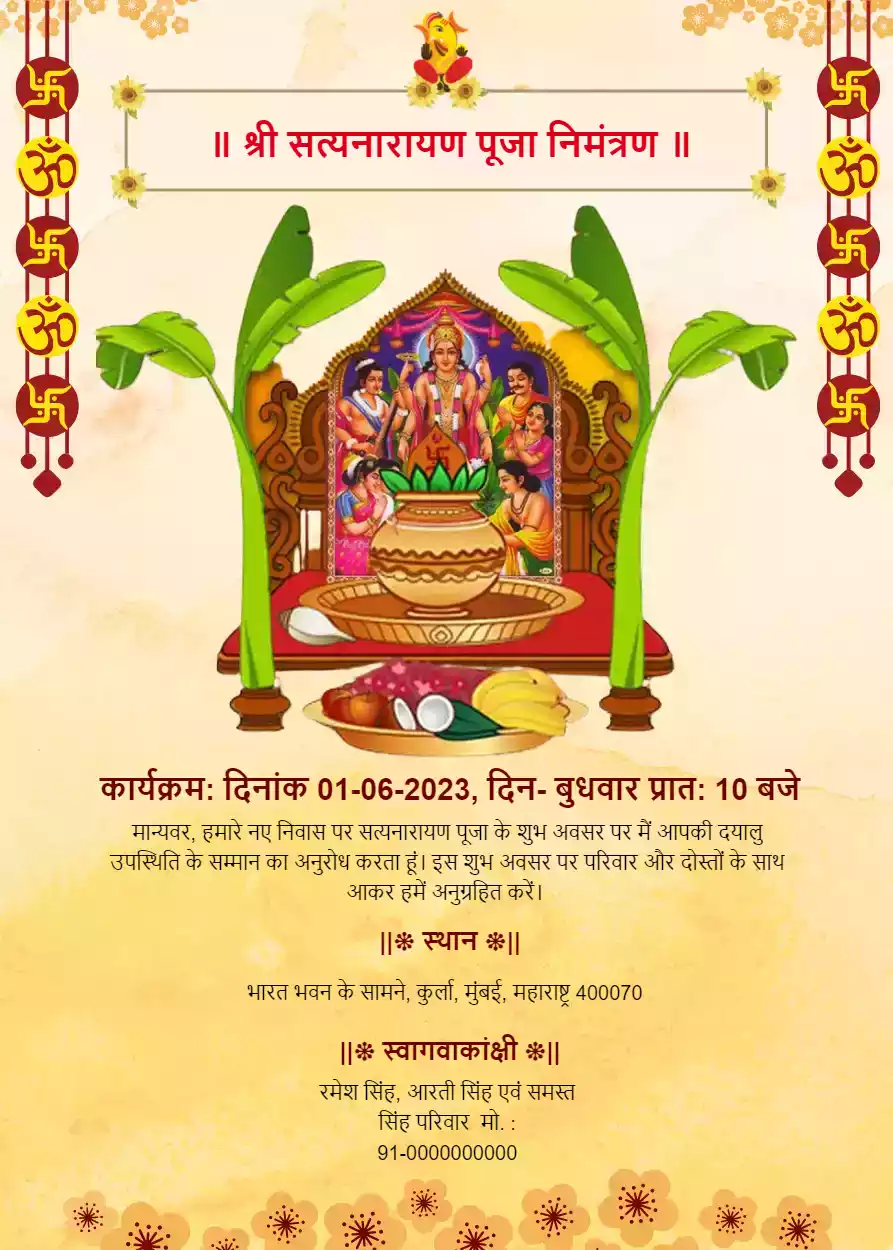 ॥ श्री सत्यनारायण पूजा निमंत्रण ॥
ॐ ॐ
ॐ ॐ
कार्यक्रम: दिनांक 01-06-2023, दिन- बुधवार प्रात: 10 बजे
मान्यवर, हमारे नए निवास पर सत्यनारायण पूजा के शुभ अवसर पर मैं आपकी दयालु
उपस्थिति के सम्मान का अनुरोध करता हूं। इस शुभ अवसर पर परिवार और दोस्तों के साथ
आकर हमें अनुग्रहित करें।
||❇ स्थान ❇||
भारत भवन के सामने, कुर्ला, मुंबई, महाराष्ट्र 400070
||❇ स्वागवाकांक्षी ❇||
रमेश सिंह, आरती सिंह एवं समस्त
सिंह परिवार मो. :
91-0000000000